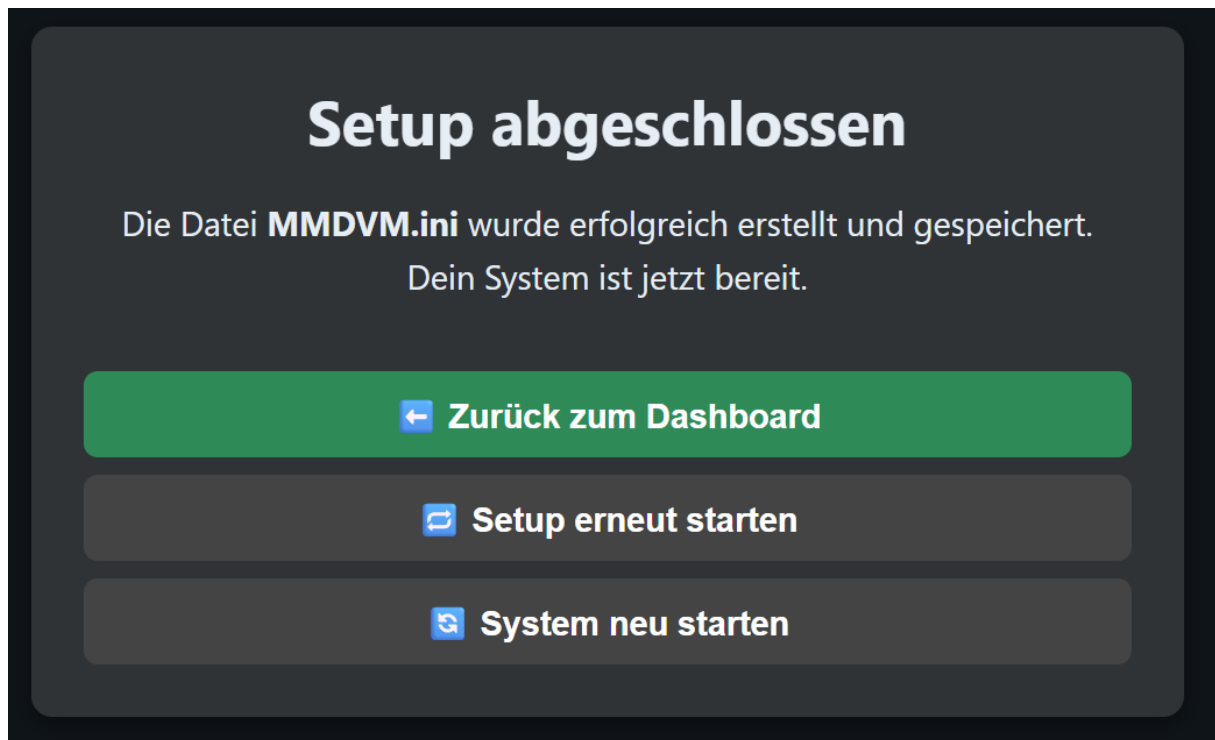 Setup abgeschlossen
Die Datei MMDVM.ini wurde erfolgreich erstellt und gespeichert.
Dein System ist jetzt bereit.
Zurück zum Dashboard
Setup erneut starten
System neu starten